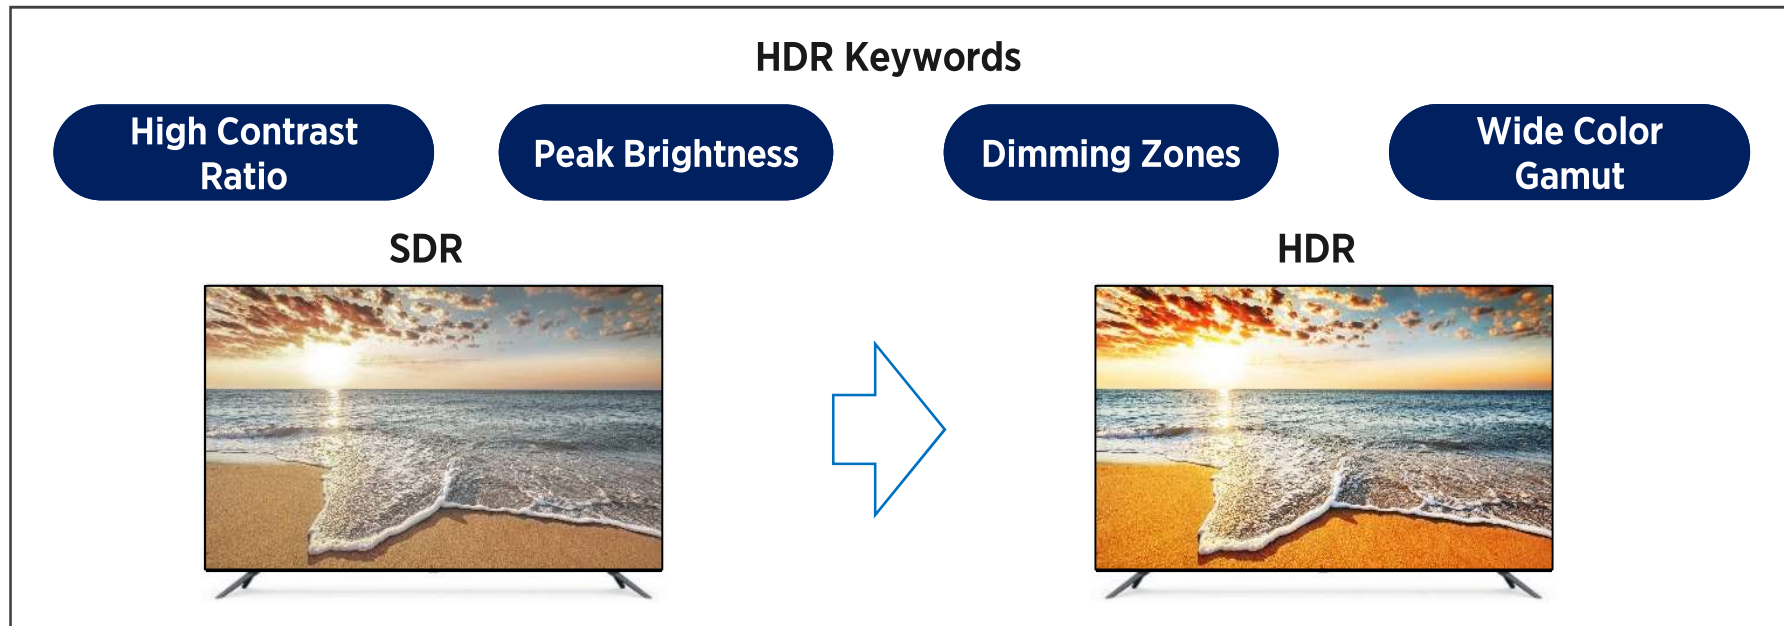 HDR Keywords
High Contrast
Ratio
Peak Brightness
Dimming Zones
Wide Color
Gamut
SDR
HDR